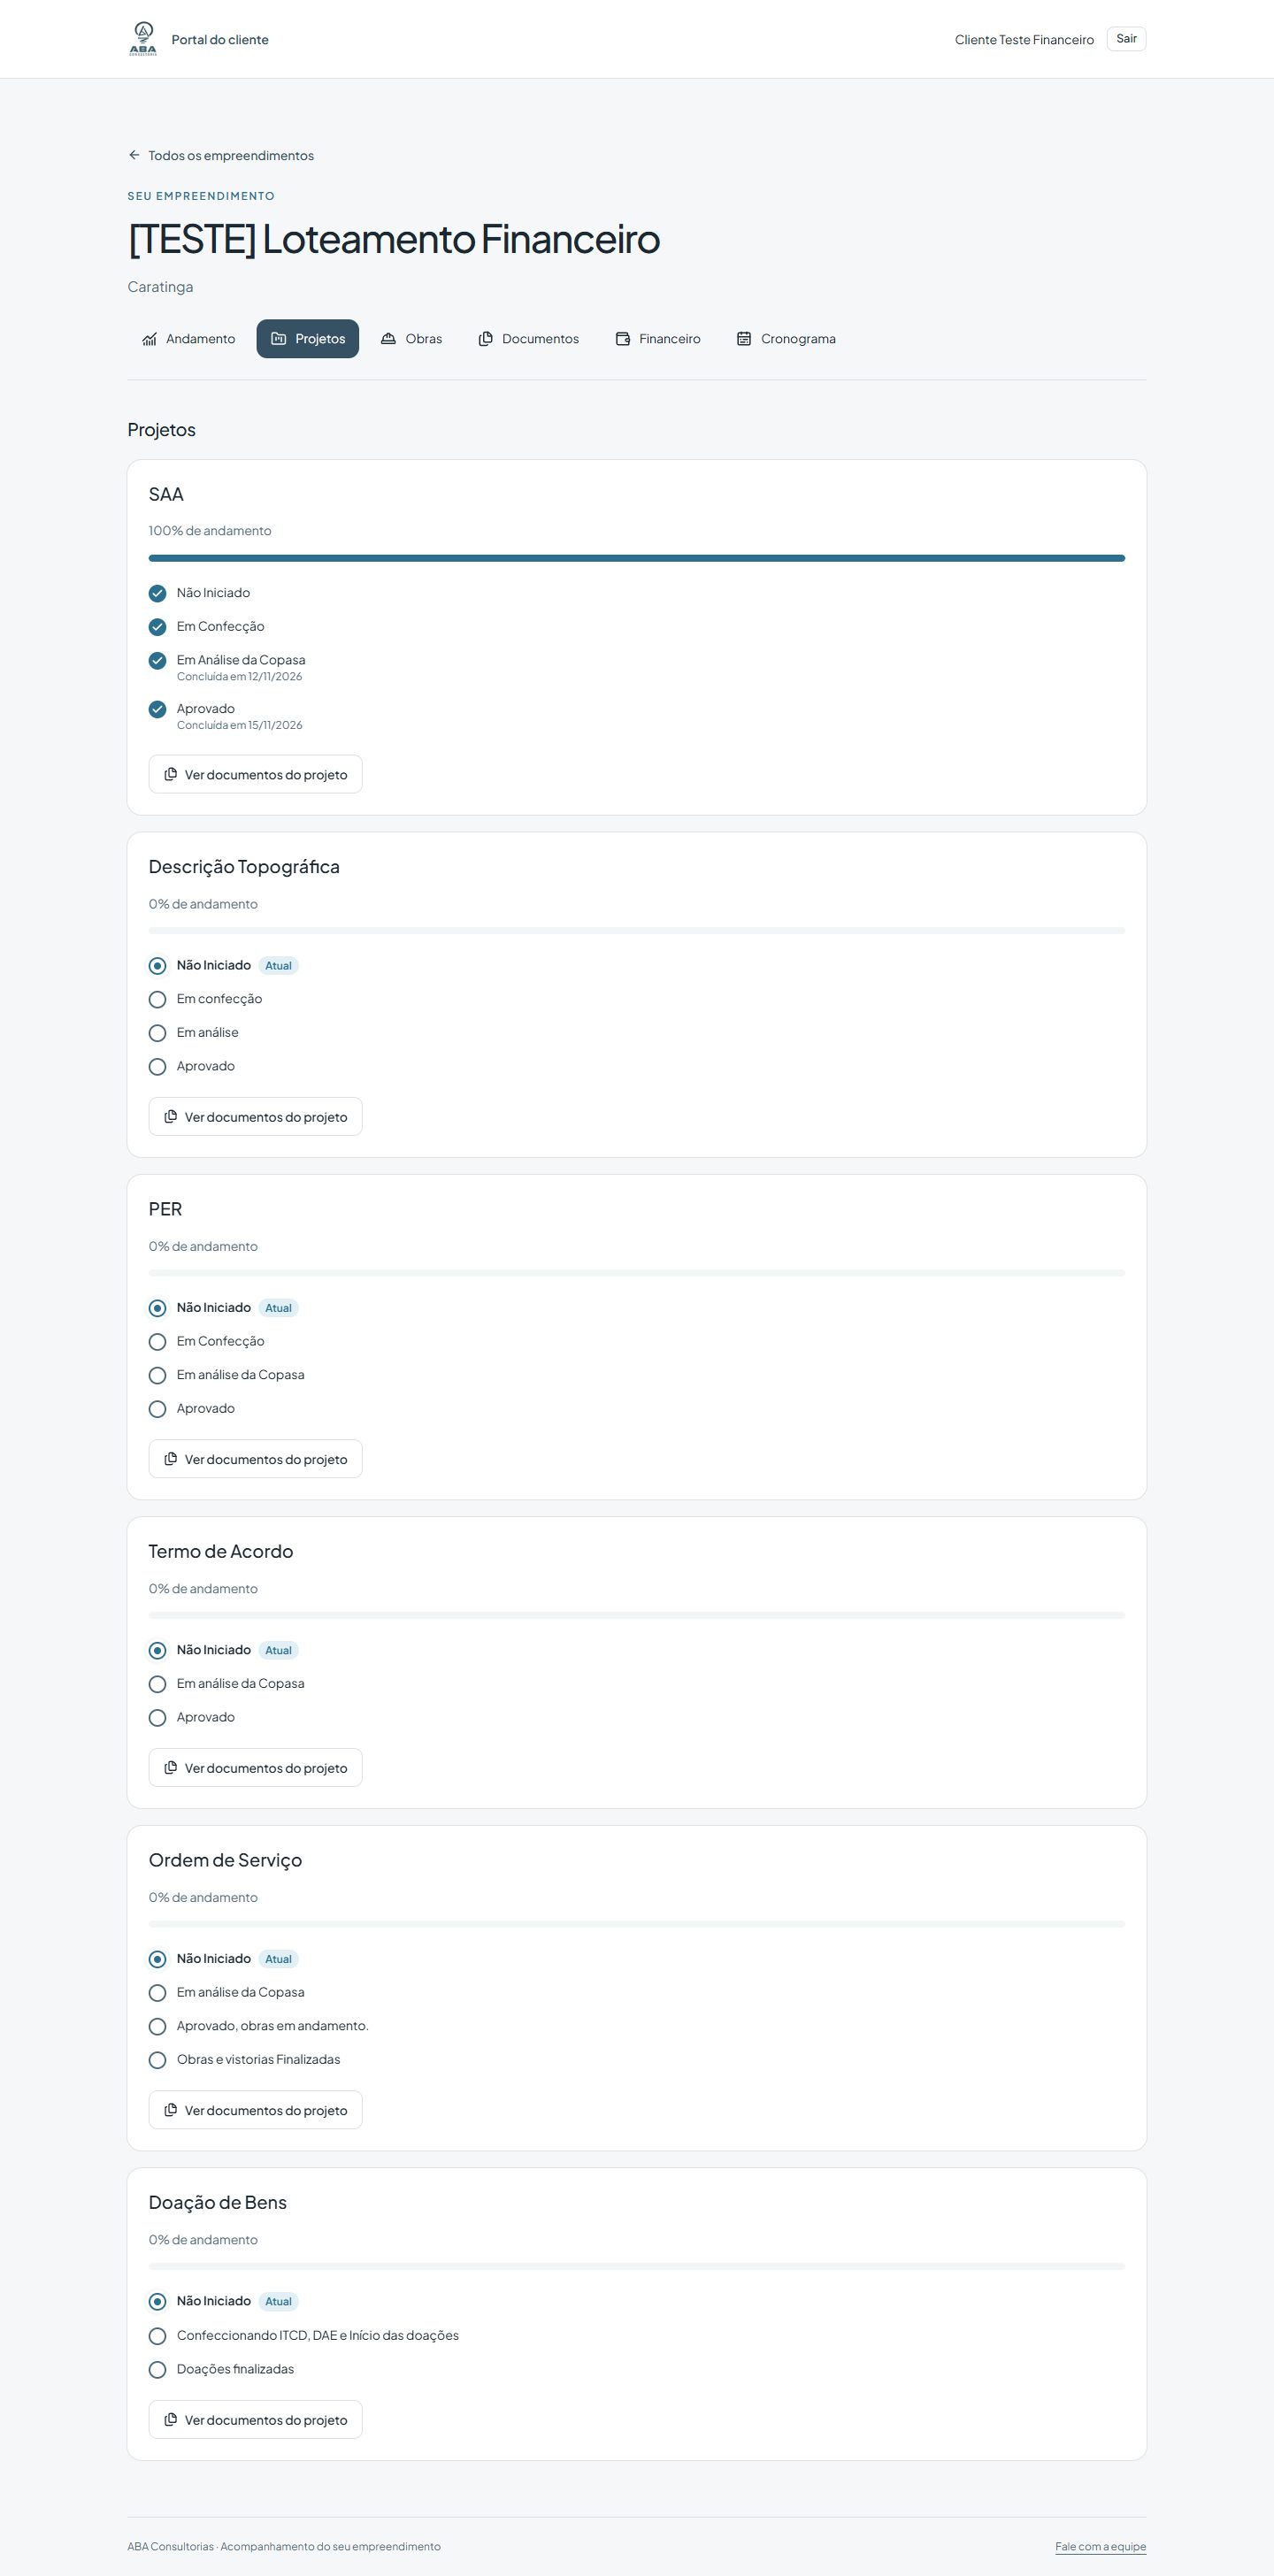 ABA
CONSULTORIAS
Portal do cliente
Cliente Teste Financeiro
Sair
Todos os empreendimentos
SEU EMPREENDIMENTO
[TESTE] Loteamento Financeiro
Caratinga
Andamento
Projetos
Obras
Documentos
Financeiro
Cronograma
Projetos
SAA
100% de andamento
Não Iniciado
Em Confecção
Em Análise da Copasa
Concluída em 12/11/2026
Aprovado
Concluída em 15/11/2026
Ver documentos do projeto
Descrição Topográfica
0% de andamento
Não Iniciado Atual
Em confecção
Em análise
Aprovado
Ver documentos do projeto
PER
0% de andamento
Não Iniciado Atual
Em Confecção
Em análise da Copasa
Aprovado
Ver documentos do projeto
Termo de Acordo
0% de andamento
Não Iniciado Atual
Em análise da Copasa
Aprovado
Ver documentos do projeto
Ordem de Serviço
0% de andamento
Não Iniciado Atual
Em análise da Copasa
Aprovado, obras em andamento.
Obras e vistorias Finalizadas
Ver documentos do projeto
Doação de Bens
0% de andamento
Não Iniciado Atual
Confeccionando ITCD, DAE e Início das doações
Doações finalizadas
Ver documentos do projeto
ABA Consultorias · Acompanhamento do seu empreendimento
Fale com a equipe